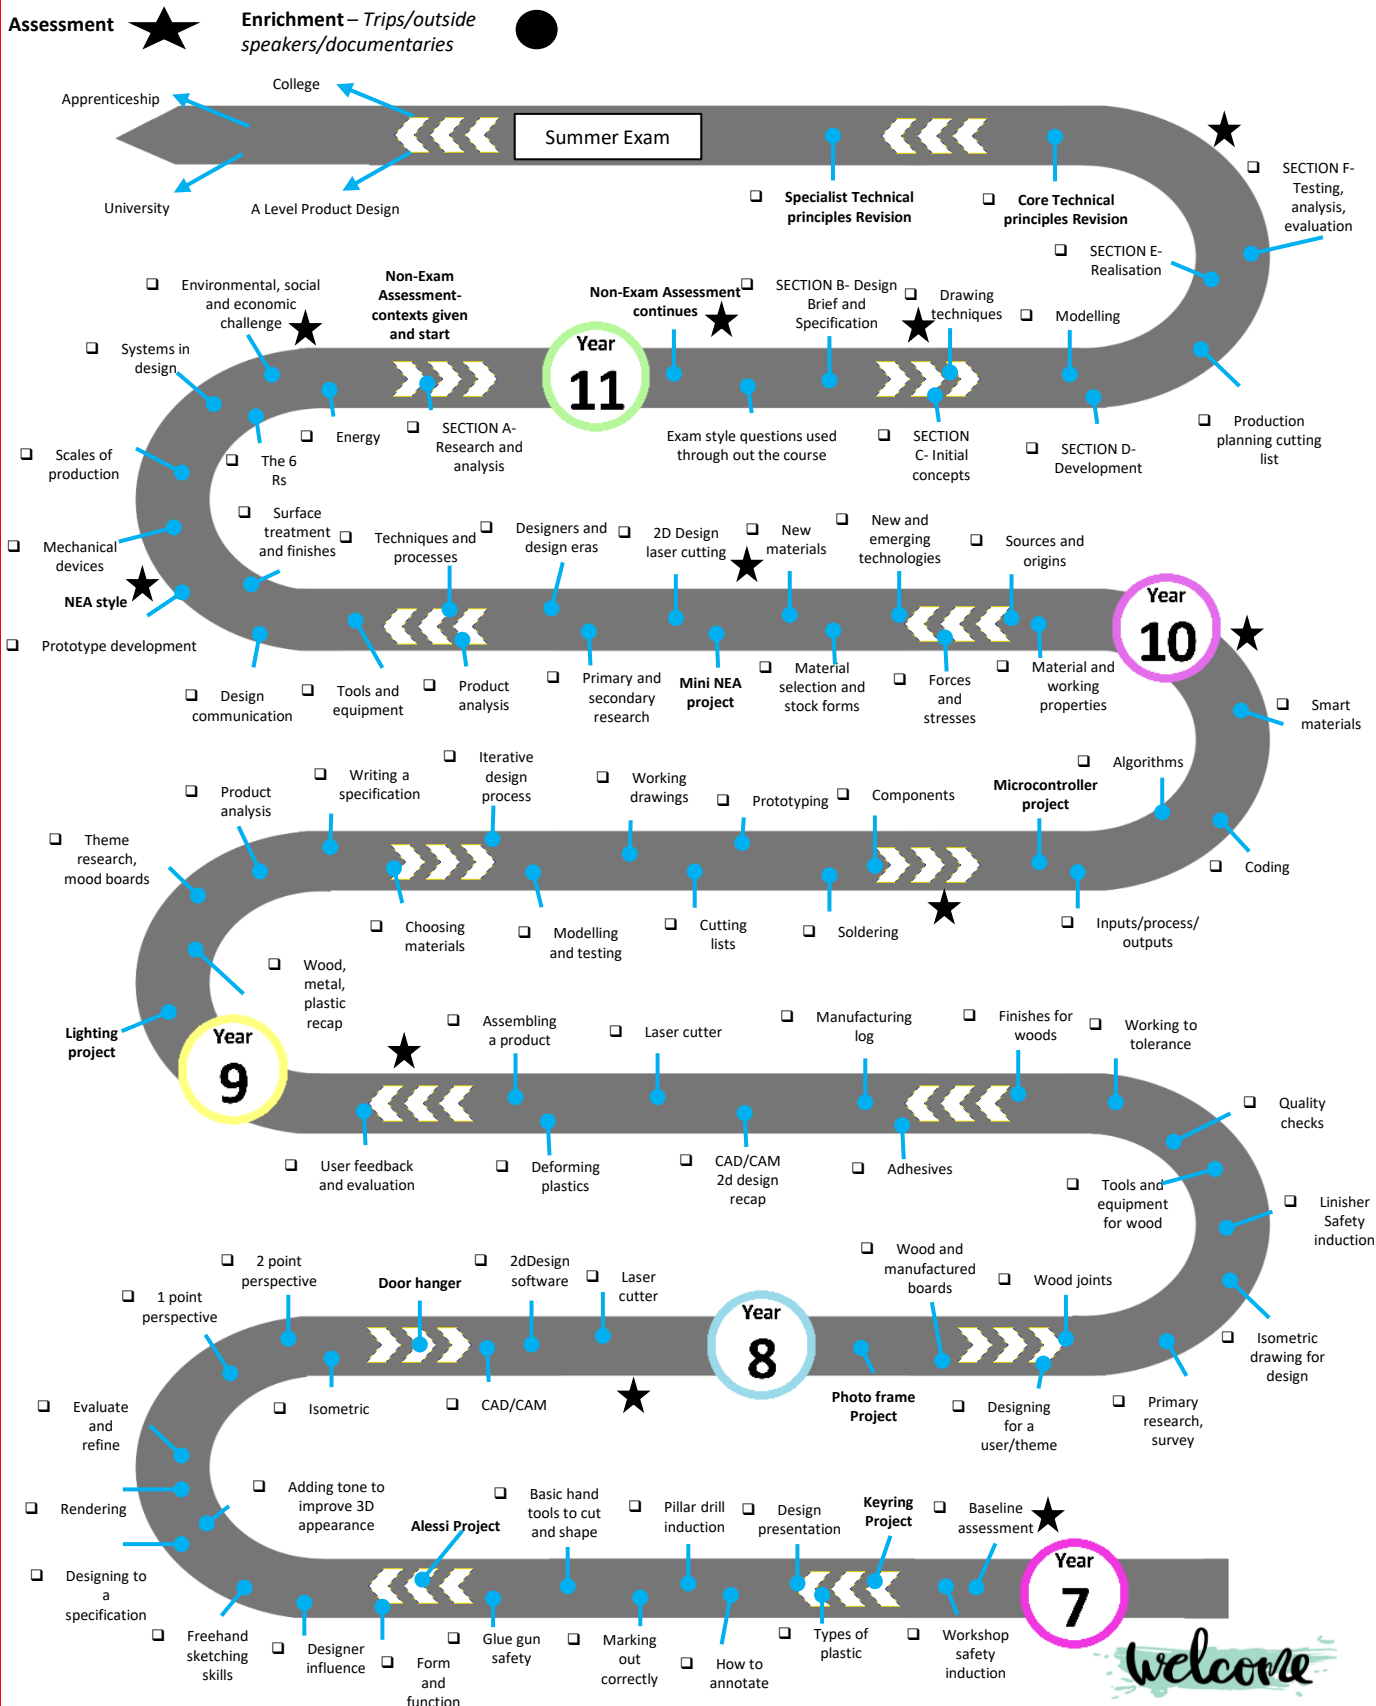 Assessment
Enrichment – Trips/outside
speakers/documentaries
College
Apprenticeship
Summer Exam
University
A Level Product Design
Specialist Technical
principles Revision
Core Technical
principles Revision
SECTION F-
Testing,
analysis,
evaluation
SECTION E-
Realisation
Environmental, social
and economic
challenge
Non-Exam
Assessment-
contexts given
and start
Non-Exam Assessment
continues
SECTION B- Design
Brief and
Specification
Drawing
techniques
Modelling
Systems in
design
Year
11
Scales of
production
The 6
Rs
Energy
SECTION A-
Research and
analysis
Exam style questions used
through out the course
SECTION
C- Initial
concepts
SECTION D-
Development
Production
planning cutting
list
Mechanical
devices
Surface
treatment
and finishes
Techniques and
processes
Designers and
design eras
2D Design
laser cutting
New
materials
New and
emerging
technologies
Sources and
origins
NEA style
Prototype development
Year
10
Design
communication
Tools and
equipment
Product
analysis
Primary and
secondary
research
Mini NEA
project
Material
selection and
stock forms
Forces
and
stresses
Material and
working
properties
Smart
materials
Theme
research,
mood boards
Product
analysis
Writing a
specification
Iterative
design
process
Working
drawings
Prototyping
Components
Microcontroller
project
Algorithms
Coding
Wood,
metal,
plastic
recap
Choosing
materials
Modelling
and testing
Cutting
lists
Soldering
Inputs/process/
outputs
Lighting
project
Year
9
Assembling
a product
Laser cutter
Manufacturing
log
Finishes for
woods
Working to
tolerance
Quality
checks
User feedback
and evaluation
Deforming
plastics
CAD/CAM
2d design
recap
Adhesives
Tools and
equipment
for wood
Linisher
Safety
induction
1 point
perspective
2 point
perspective
Door hanger
2dDesign
software
Laser
cutter
Year
8
Wood and
manufactured
boards
Wood joints
Isometric
drawing for
design
Evaluate
and
refine
Isometric
CAD/CAM
Photo frame
Project
Designing
for a
user/theme
Primary
research,
survey
Rendering
Adding tone to
improve 3D
appearance
Alessi Project
Basic hand
tools to cut
and shape
Pillar drill
induction
Design
presentation
Keyring
Project
Baseline
assessment
Year
7
Designing to
a
specification
Freehand
sketching
skills
Designer
influence
Form
and
function
Glue gun
safety
Marking
out
correctly
How to
annotate
Types of
plastic
Workshop
safety
induction
welcome